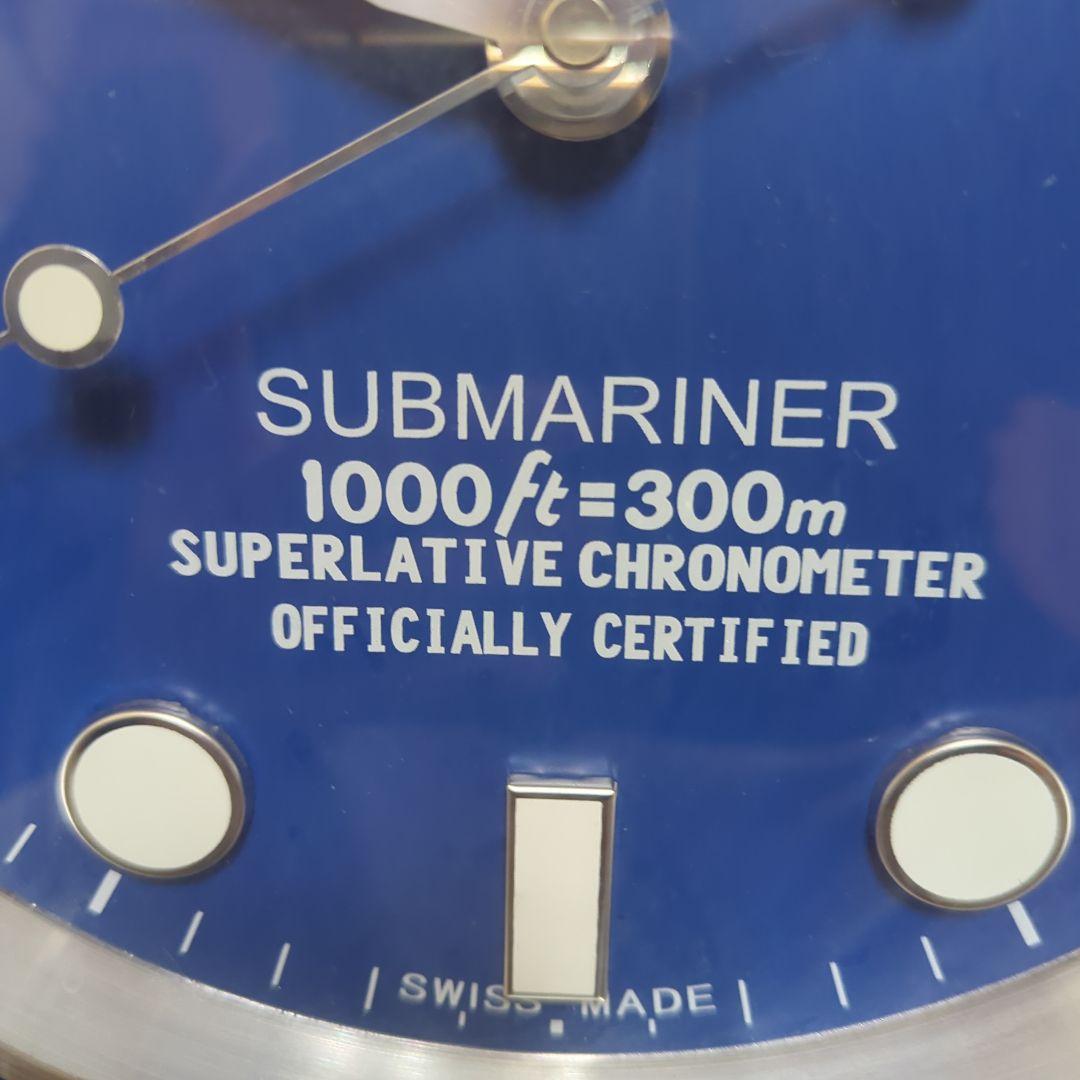 SUBMARINER
1000ft=300m
SUPERLATIVE CHRONOMETER
OFFICIALLY CERTIFIED
SWISS MADE